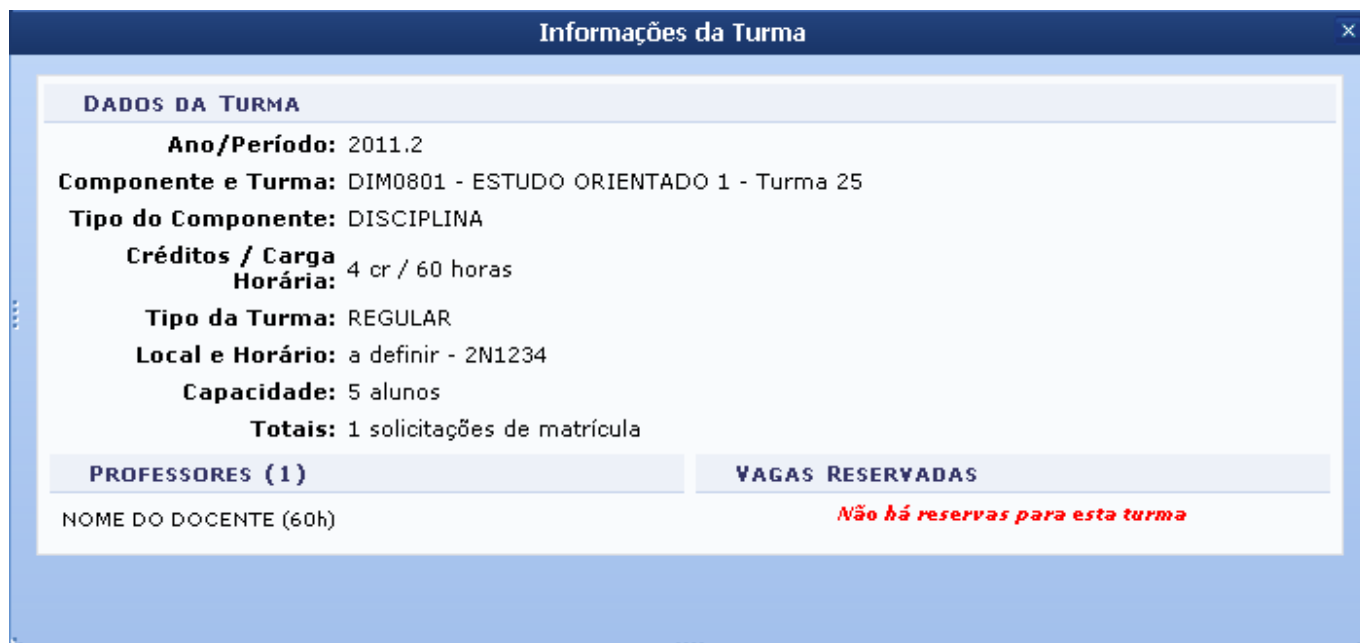 Informações da Turma
DADOS DA TURMA
Ano/Período: 2011.2
Componente e Turma: DIM0801 - ESTUDO ORIENTADO 1 - Turma 25
Tipo do Componente: DISCIPLINA
Créditos / Carga
Horária: 4 cr / 60 horas
Tipo da Turma: REGULAR
Local e Horário: a definir - 2N1234
Capacidade: 5 alunos
Totais: 1 solicitações de matrícula
PROFESSORES (1)
VAGAS RESERVADAS
NOME DO DOCENTE (60h)
Não há reservas para esta turma